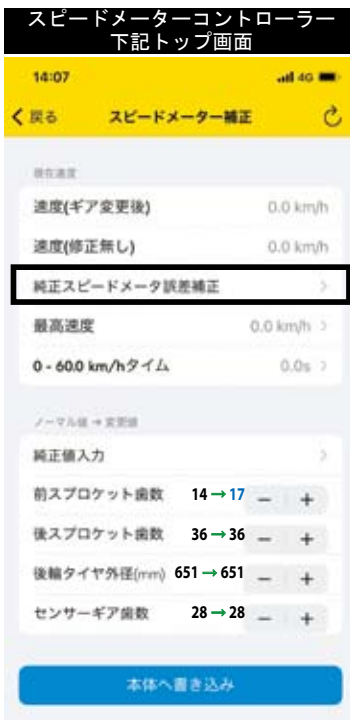 スピードメーターコントローラー
下記トップ画面
14:07 4G
戻る スピードメーター補正
現在速度
速度(ギア変更後) 0.0 km/h
速度(修正無し) 0.0 km/h
純正スピードメータ誤差補正
最高速度 0.0 km/h
0 - 60.0 km/hタイム 0.0s
ノーマル値 → 変更値
純正値入力
前スプロケット歯数 14→17 − +
後スプロケット歯数 36→36 − +
後輪タイヤ外径(mm) 651→651 − +
センサーギア歯数 28→28 − +
本体へ書き込み